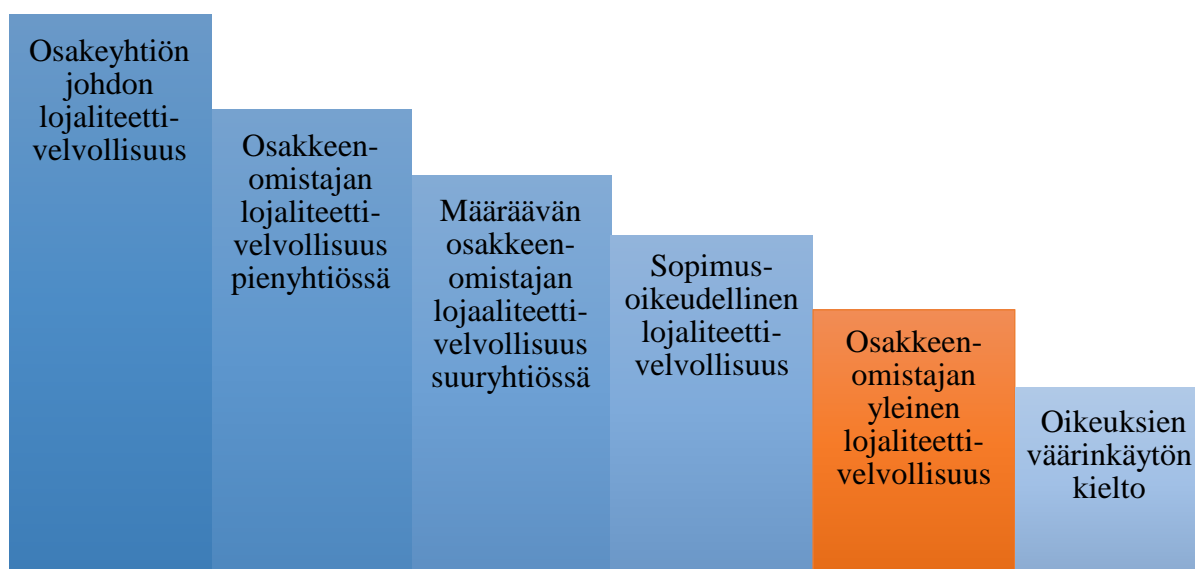 Osakeyhtiön
johdon
lojaliteetti-
velvollisuus
Osakkeen-
omistajan
lojaliteetti-
velvollisuus
pienyhtiössä
Määräävän
osakkeen-
omistajan
lojaaliteetti-
velvollisuus
suuryhtiössä
Sopimus-
oikeudellinen
lojaliteetti-
velvollisuus
Osakkeen-
omistajan
yleinen
lojaliteetti-
velvollisuus
Oikeuksien
väärinkäytön
kielto